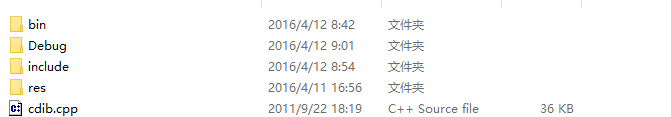 bin 2016/4/12 8:42 文件夹
Debug 2016/4/12 9:01 文件夹
include 2016/4/12 8:54 文件夹
res 2016/4/11 16:56 文件夹
cdib.cpp 2011/9/22 18:19 C++ Source file 36 KB